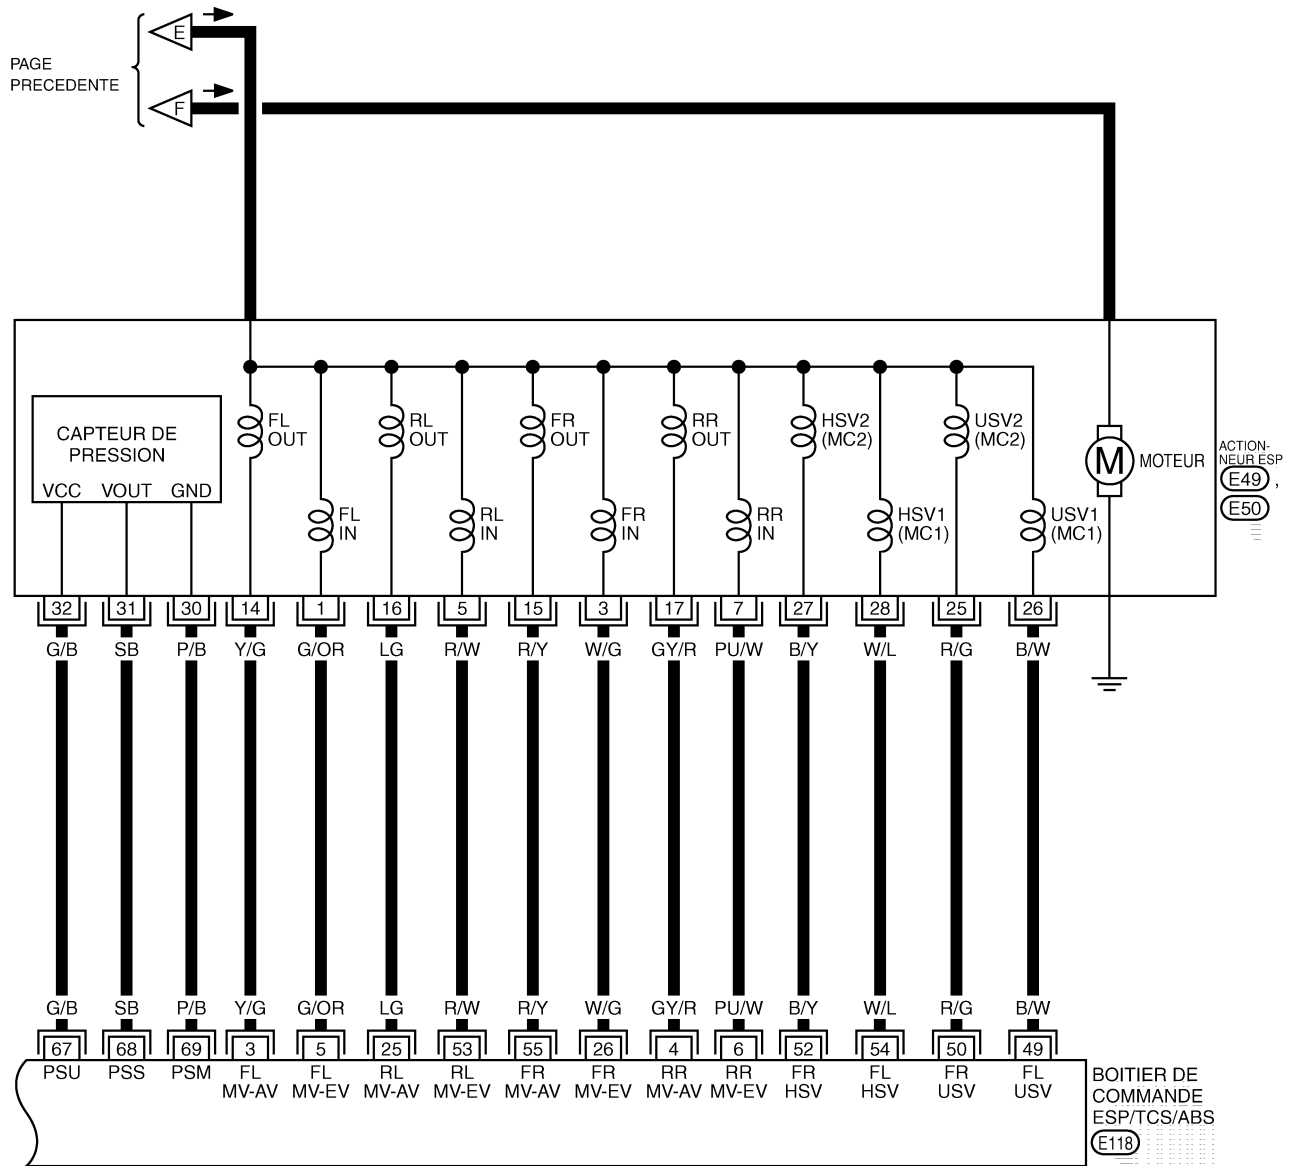 E
PAGE
PRECEDENTE
F
CAPTEUR DE
PRESSION
VCC VOUT GND
FL
OUT
RL
OUT
FR
OUT
RR
OUT
HSV2
(MC2)
USV2
(MC2)
FL
IN
RL
IN
FR
IN
RR
IN
HSV1
(MC1)
USV1
(MC1)
M MOTEUR
ACTION-
NEUR ESP
E49 ,
E50
32 31 30 14 1 16 5 15 3 17 7 27 28 25 26
G/B SB P/B Y/G G/OR LG R/W R/Y W/G GY/R PU/W B/Y W/L R/G B/W
G/B SB P/B Y/G G/OR LG R/W R/Y W/G GY/R PU/W B/Y W/L R/G B/W
67 68 69 3 5 25 53 55 26 4 6 52 54 50 49
PSU PSS PSM FL FL RL RL FR FR RR RR FR FL FR FL
MV-AV MV-EV MV-AV MV-EV MV-AV MV-EV MV-AV MV-EV HSV HSV USV USV
BOITIER DE
COMMANDE
ESP/TCS/ABS
E118